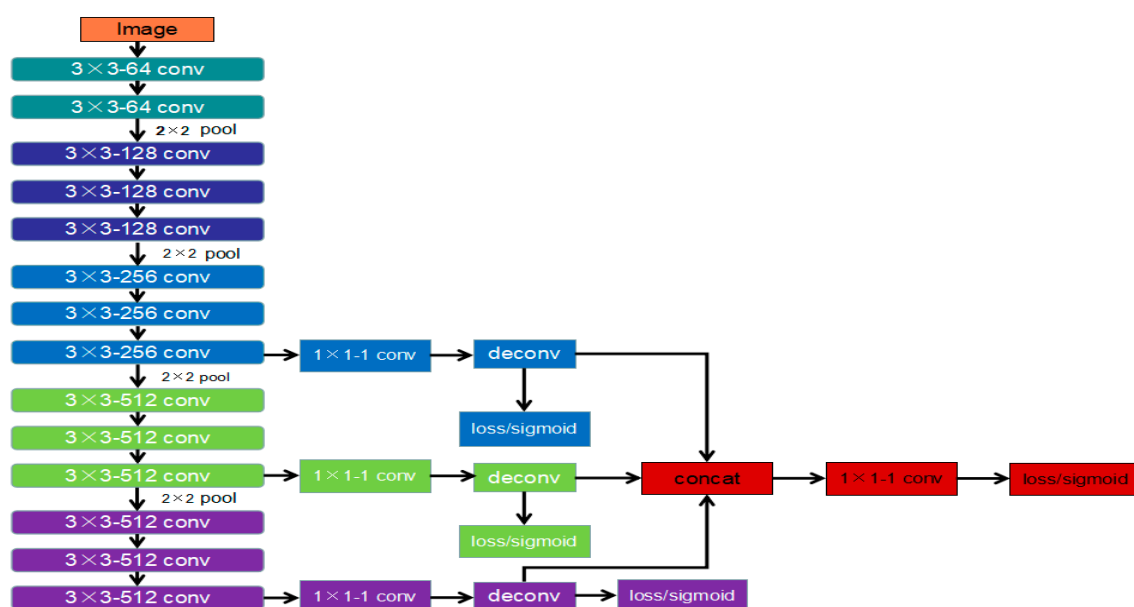 Image
3×3-64 conv
3×3-64 conv
2×2 pool
3×3-128 conv
3×3-128 conv
3×3-128 conv
2×2 pool
3×3-256 conv
3×3-256 conv
3×3-256 conv
1×1-1 conv
deconv
2×2 pool
3×3-512 conv
loss/sigmoid
3×3-512 conv
3×3-512 conv
1×1-1 conv
deconv
concat
1×1-1 conv
loss/sigmoid
2×2 pool
3×3-512 conv
loss/sigmoid
3×3-512 conv
3×3-512 conv
1×1-1 conv
deconv
loss/sigmoid